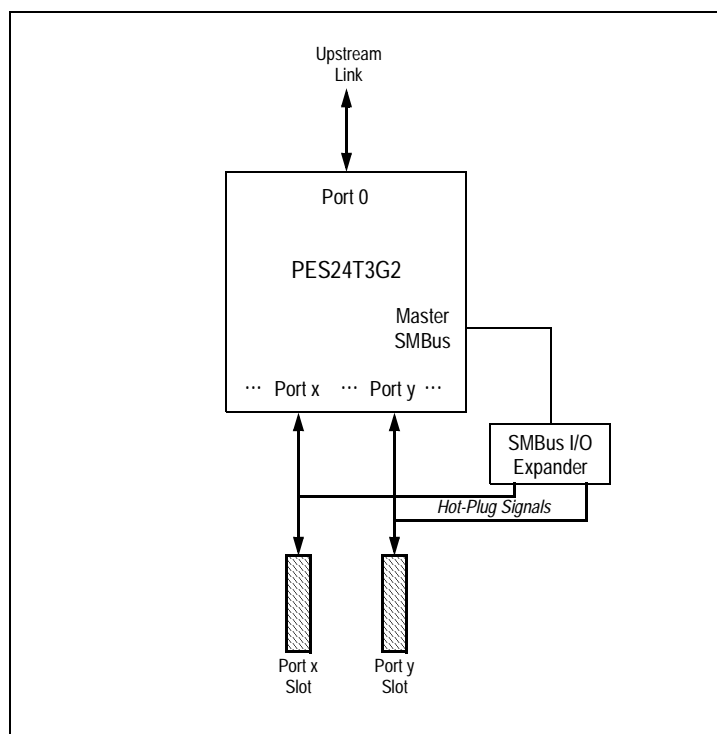 Upstream
Link
Port 0
PES24T3G2
Master
SMBus
··· Port x ··· Port y ···
SMBus I/O
Expander
Hot-Plug Signals
Port x
Slot
Port y
Slot